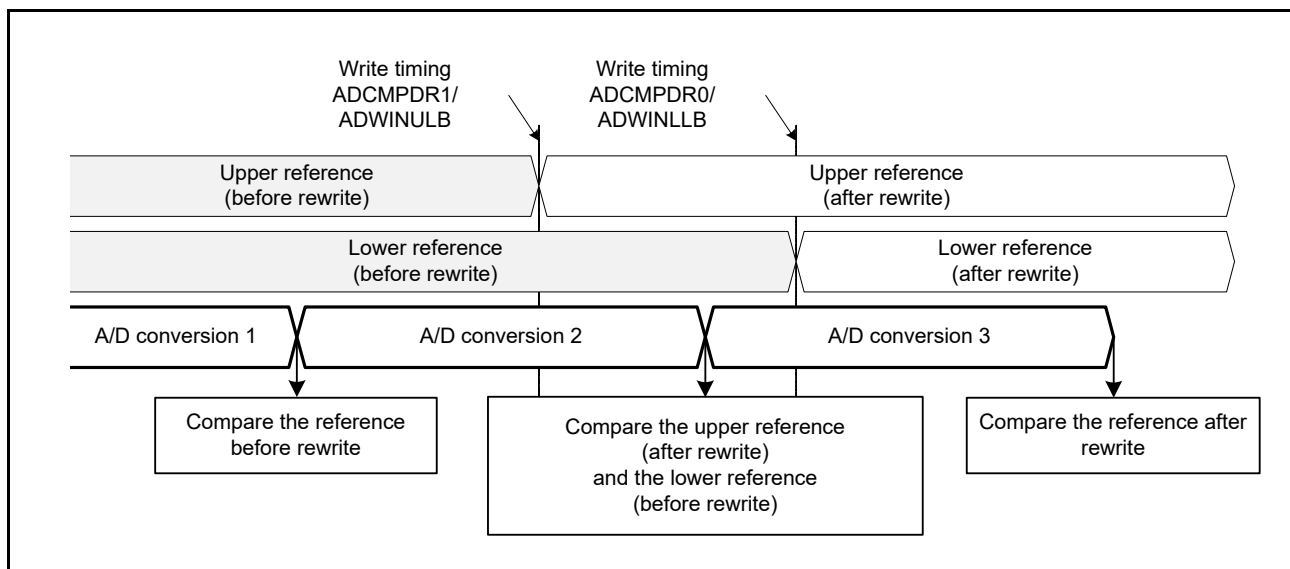 Write timing
ADCMPDR1/
ADWINULB
Write timing
ADCMPDR0/
ADWINLLB
Upper reference
(before rewrite)
Upper reference
(after rewrite)
Lower reference
(before rewrite)
Lower reference
(after rewrite)
A/D conversion 1
A/D conversion 2
A/D conversion 3
Compare the reference
before rewrite
Compare the upper reference
(after rewrite)
and the lower reference
(before rewrite)
Compare the reference after
rewrite